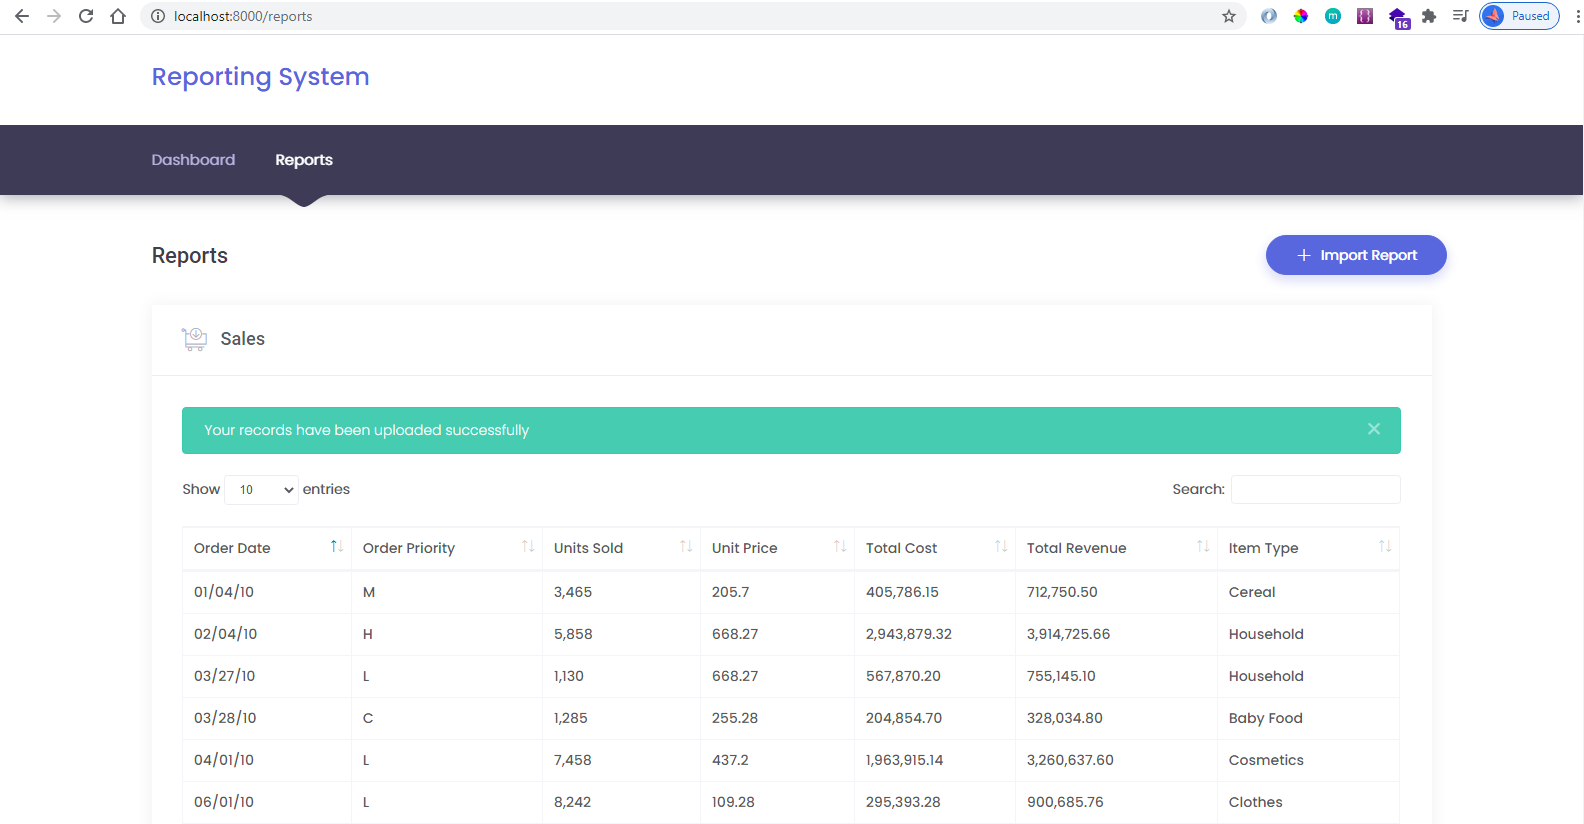 localhost:8000/reports
m
{ }
16
Paused
Reporting System
Dashboard Reports
Reports
Import Report
Sales
Your records have been uploaded successfully
Show 10 entries Search:
Order Date Order Priority Units Sold Unit Price Total Cost Total Revenue Item Type
01/04/10 M 3,465 205.7 405,786.15 712,750.50 Cereal
02/04/10 H 5,858 668.27 2,943,879.32 3,914,725.66 Household
03/27/10 L 1,130 668.27 567,870.20 755,145.10 Household
03/28/10 C 1,285 255.28 204,854.70 328,034.80 Baby Food
04/01/10 L 7,458 437.2 1,963,915.14 3,260,637.60 Cosmetics
06/01/10 L 8,242 109.28 295,393.28 900,685.76 Clothes